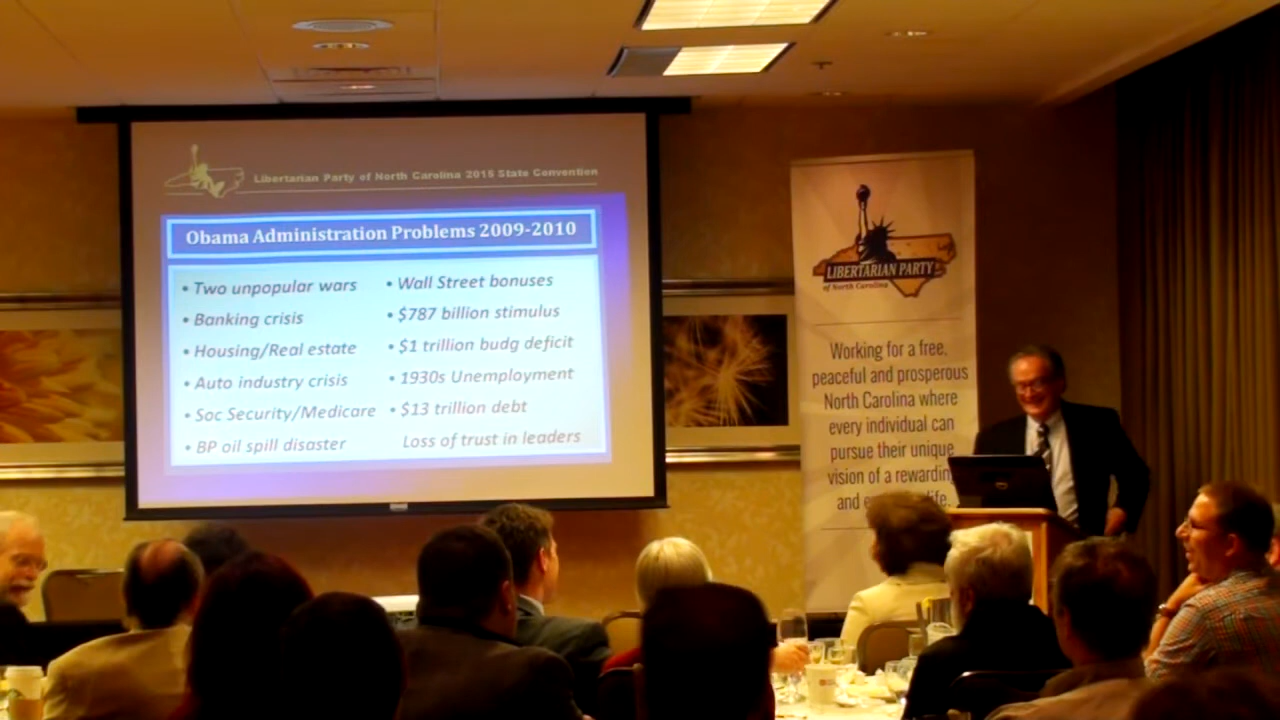 Libertarian Party of North Carolina 2015 State Convention
Obama Administration Problems 2009-2010
• Two unpopular wars
• Banking crisis
• Housing/Real estate
• Auto industry crisis
• Soc Security/Medicare
• BP oil spill disaster
• Wall Street bonuses
• $787 billion stimulus
• $1 trillion budg deficit
• 1930s Unemployment
• $13 trillion debt
Loss of trust in leaders
LIBERTARIAN PARTY
of North Carolina
Working for a free,
peaceful and prosperous
North Carolina where
every individual can
pursue their unique
vision of a rewarding
and life.